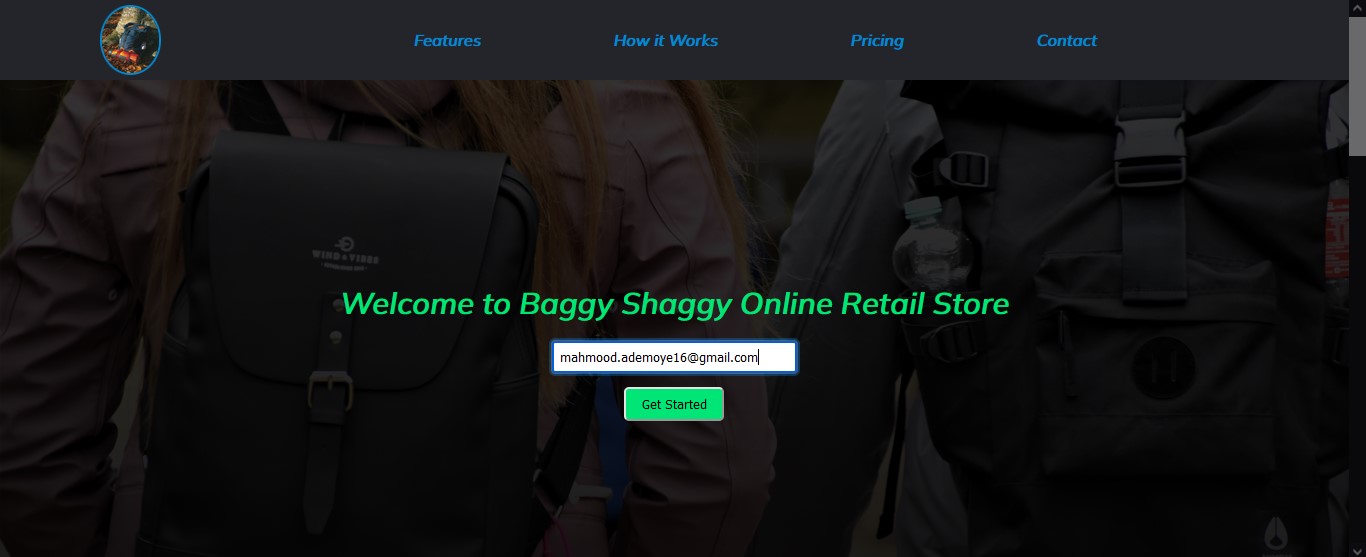 Features How it Works Pricing Contact
WIND & VIBES
Welcome to Baggy Shaggy Online Retail Store
mahmood.ademoye16@gmail.com
Get Started